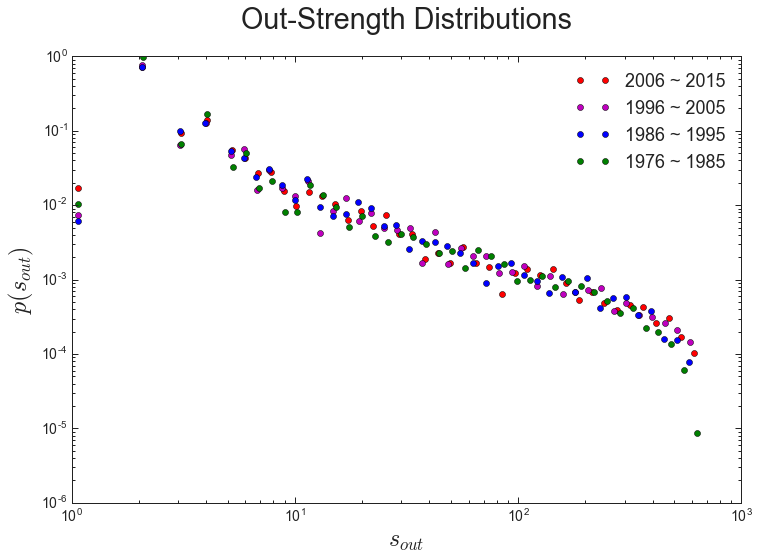 Out-Strength Distributions
10^0
10^-1
10^-2
10^-3
10^-4
10^-5
10^-6
p(s_out)
2006 ~ 2015
1996 ~ 2005
1986 ~ 1995
1976 ~ 1985
10^0 10^1 10^2 10^3
s_out